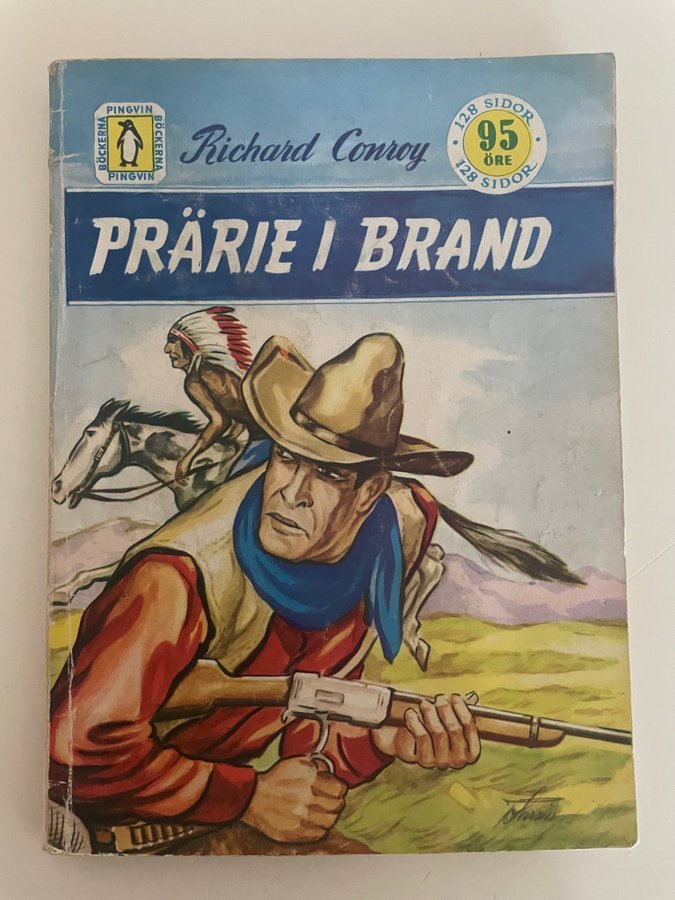 PINGVIN
BÖCKERNA
BÖCKERNA
PINGVIN
Richard Conroy
128 SIDOR
95
ÖRE
128 SIDOR
PRÄRIE I BRAND